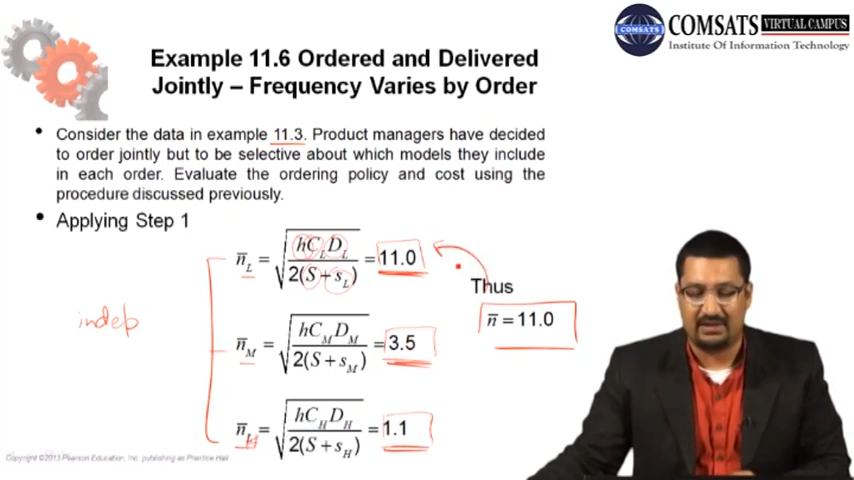 COMSATS VIRTUAL CAMPUS
Institute Of Information Technology
Example 11.6 Ordered and Delivered
Jointly – Frequency Varies by Order
• Consider the data in example 11.3. Product managers have decided
to order jointly but to be selective about which models they include
in each order. Evaluate the ordering policy and cost using the
procedure discussed previously.
• Applying Step 1
n̄_L = √(hC_L D_L / 2(S+s_L)) = 11.0
Thus
n̄ = 11.0
indep
n̄_M = √(hC_M D_M / 2(S+s_M)) = 3.5
n̄_H = √(hC_H D_H / 2(S+s_H)) = 1.1
Copyright ©2013 Pearson Education, Inc. publishing as Prentice Hall